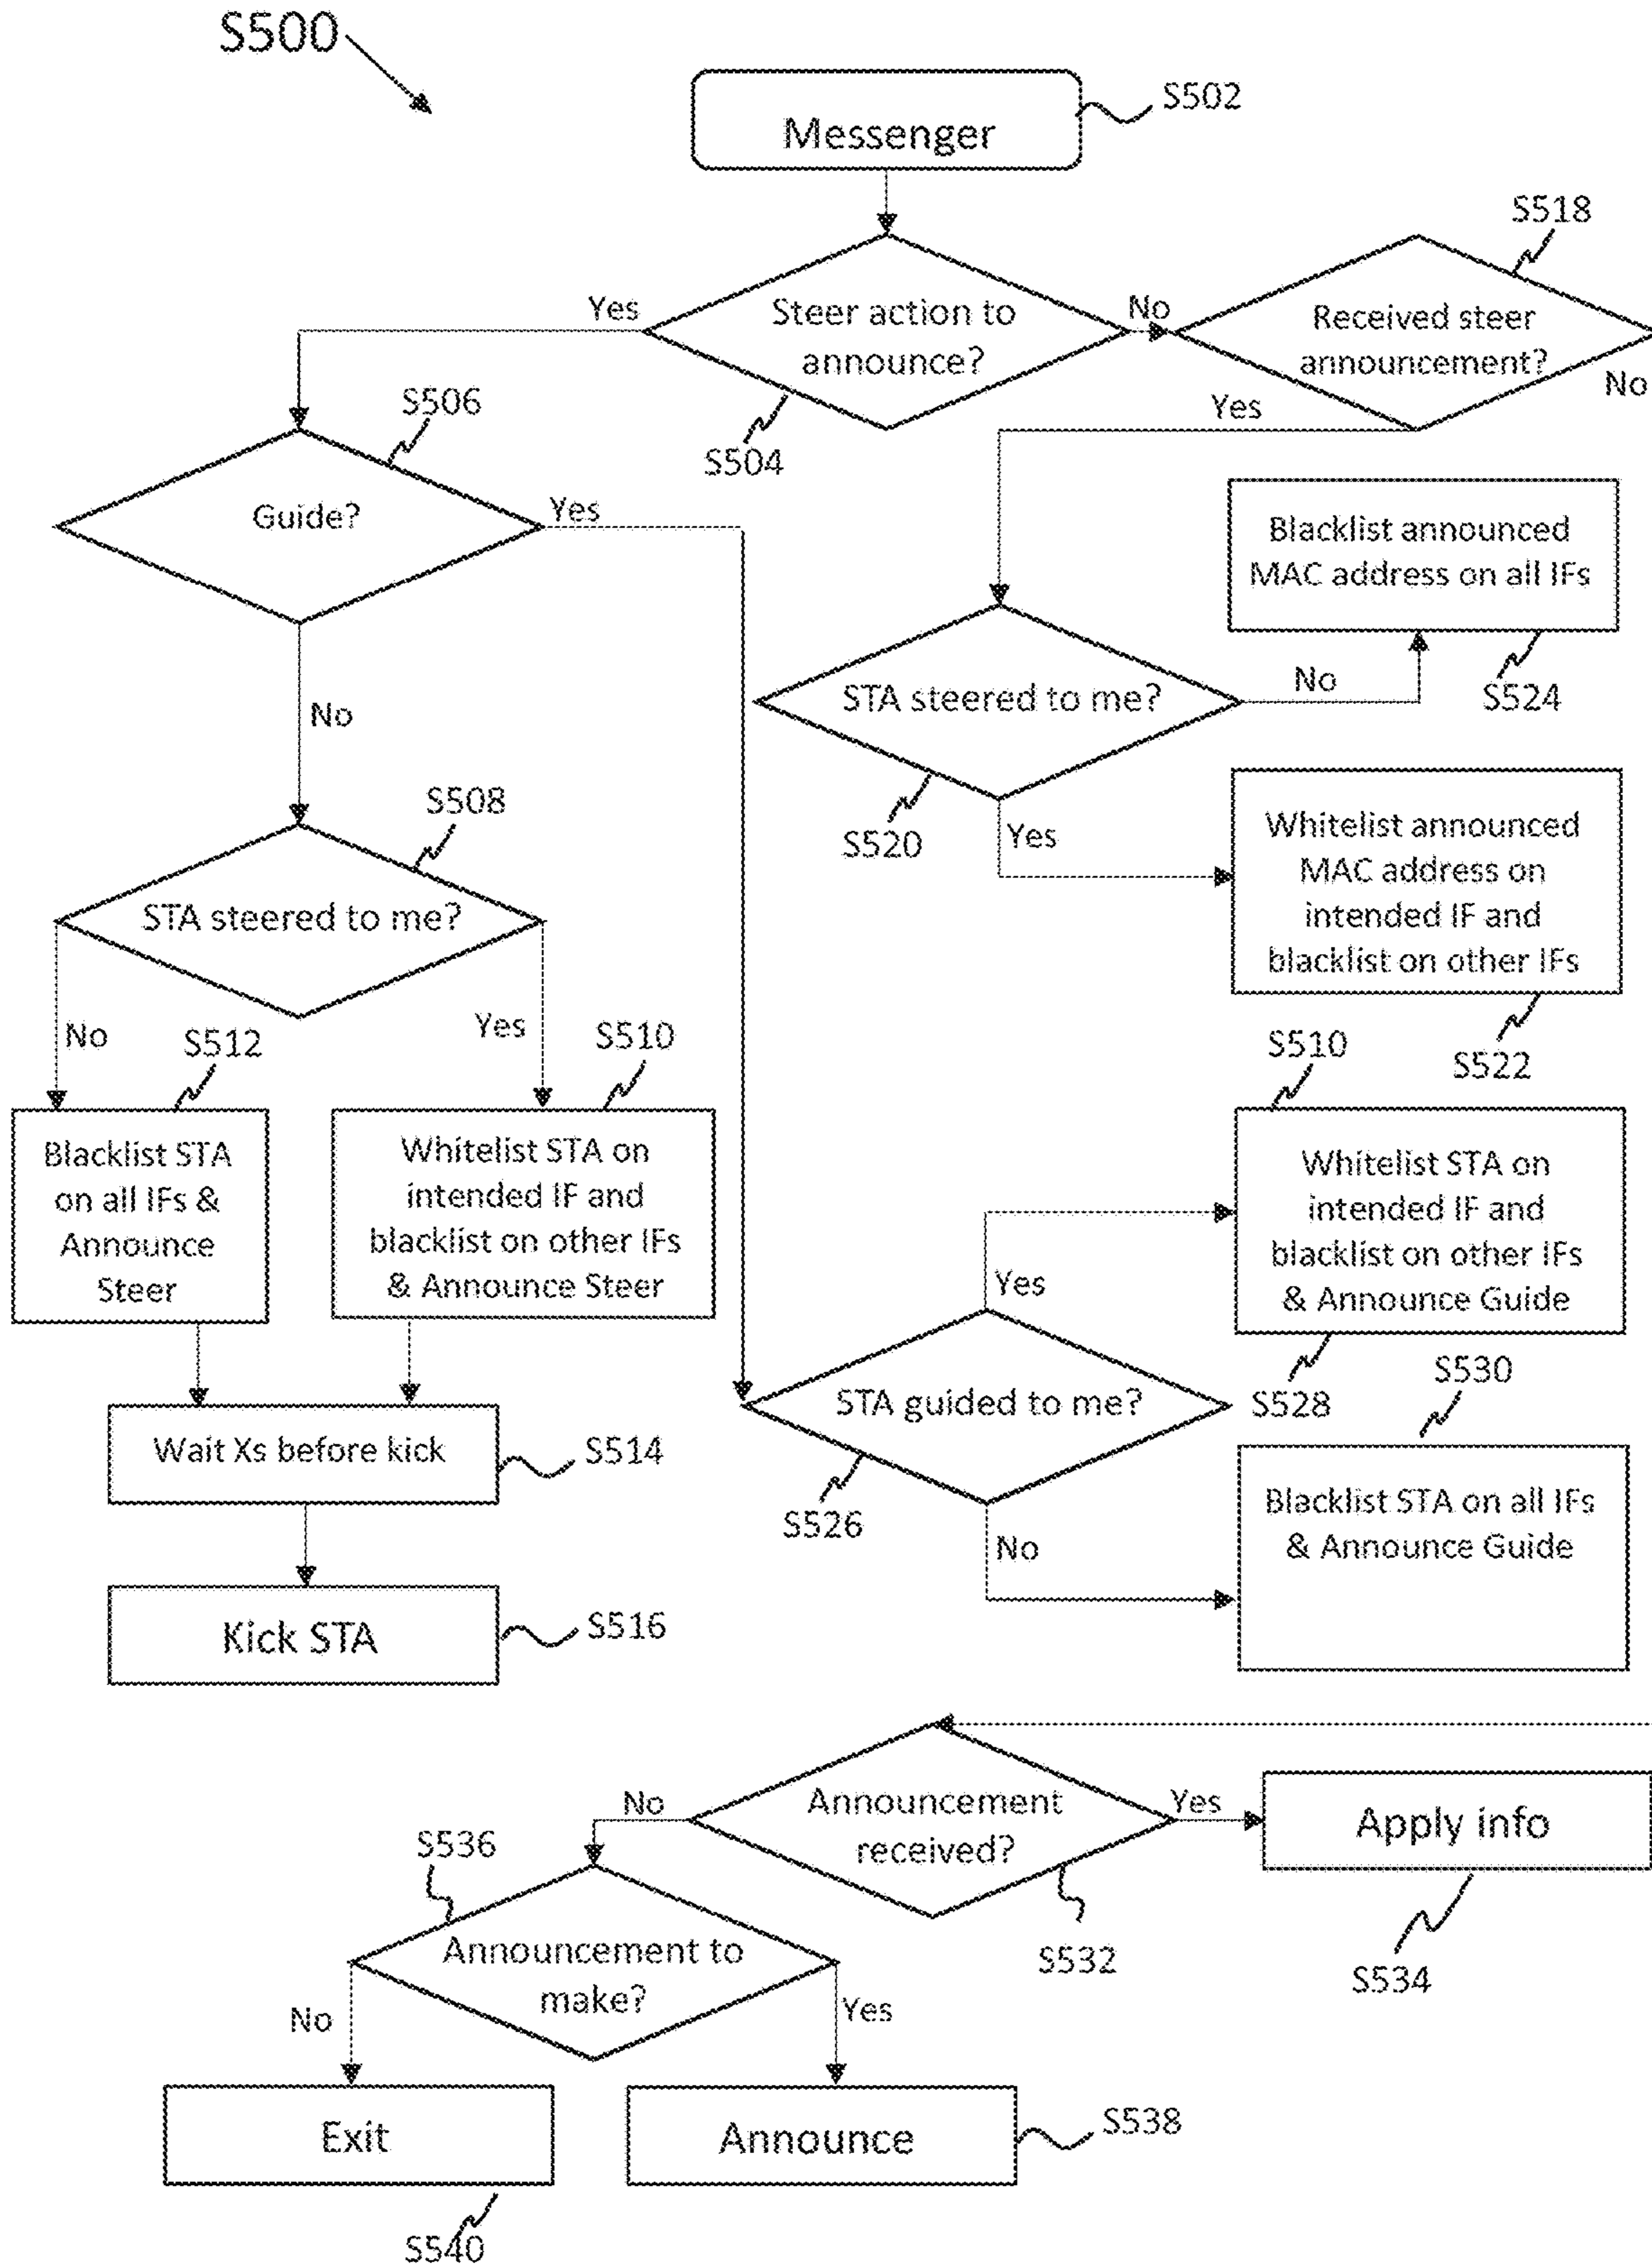 S500
Messenger
S502
S518
Yes
Steer action to
announce?
No
Received steer
announcement?
No
S506
S504
Yes
Guide?
Yes
Blacklist announced
MAC address on all IFs
No
STA steered to me?
No
S524
S508
S520
Yes
Whitelist announced
MAC address on
intended IF and
blacklist on other IFs
STA steered to me?
No
S512
Yes
S510
S510
S522
Blacklist STA
on all IFs &
Announce
Steer
Whitelist STA on
intended IF and
blacklist on other IFs
& Announce Steer
Whitelist STA on
intended IF and
blacklist on other IFs
& Announce Guide
Yes
S530
STA guided to me?
S528
Wait Xs before kick
S514
S526
No
Blacklist STA on all IFs
& Announce Guide
Kick STA
S516
No
Announcement
received?
Yes
Apply info
S536
Announcement to
make?
S532
S534
No
Yes
Exit
Announce
S538
S540